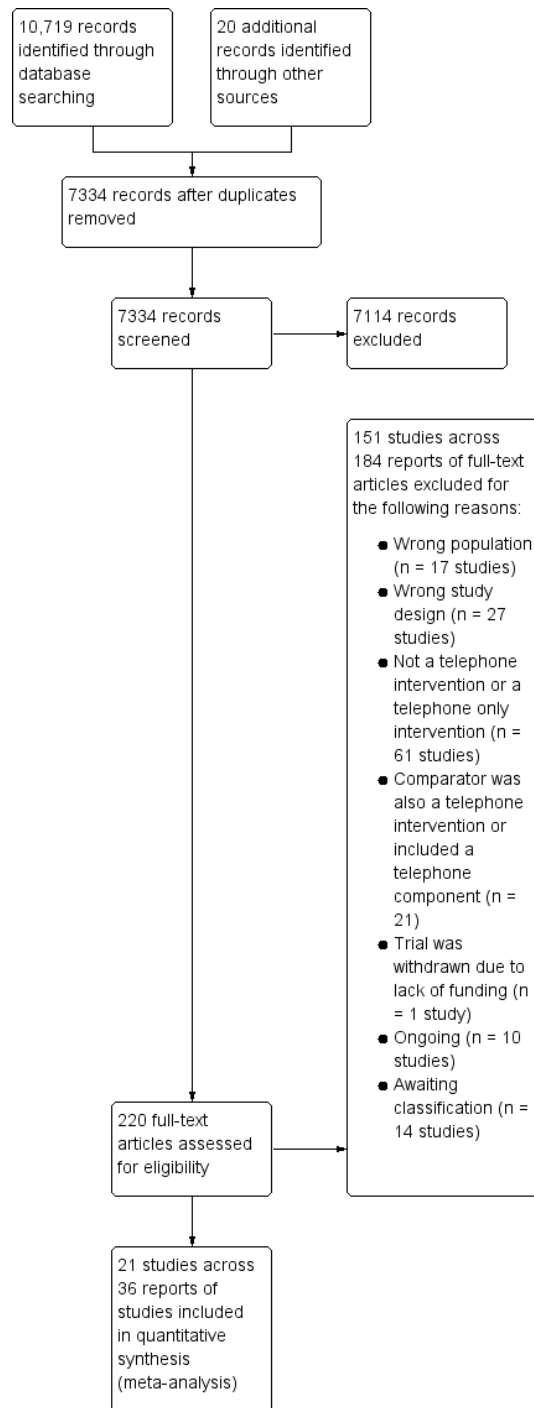 10,719 records
identified through
database
searching
20 additional
records identified
through other
sources
7334 records after duplicates
removed
7334 records
screened
7114 records
excluded
151 studies across
184 reports of full-text
articles excluded for
the following reasons:
● Wrong population
(n = 17 studies)
● Wrong study
design (n = 27
studies)
● Not a telephone
intervention or a
telephone only
intervention (n =
61 studies)
● Comparator was
also a telephone
intervention or
included a
telephone
component (n =
21)
● Trial was
withdrawn due to
lack of funding (n
= 1 study)
● Ongoing (n = 10
studies)
● Awaiting
classification (n =
14 studies)
220 full-text
articles assessed
for eligibility
21 studies across
36 reports of
studies included
in quantitative
synthesis
(meta-analysis)